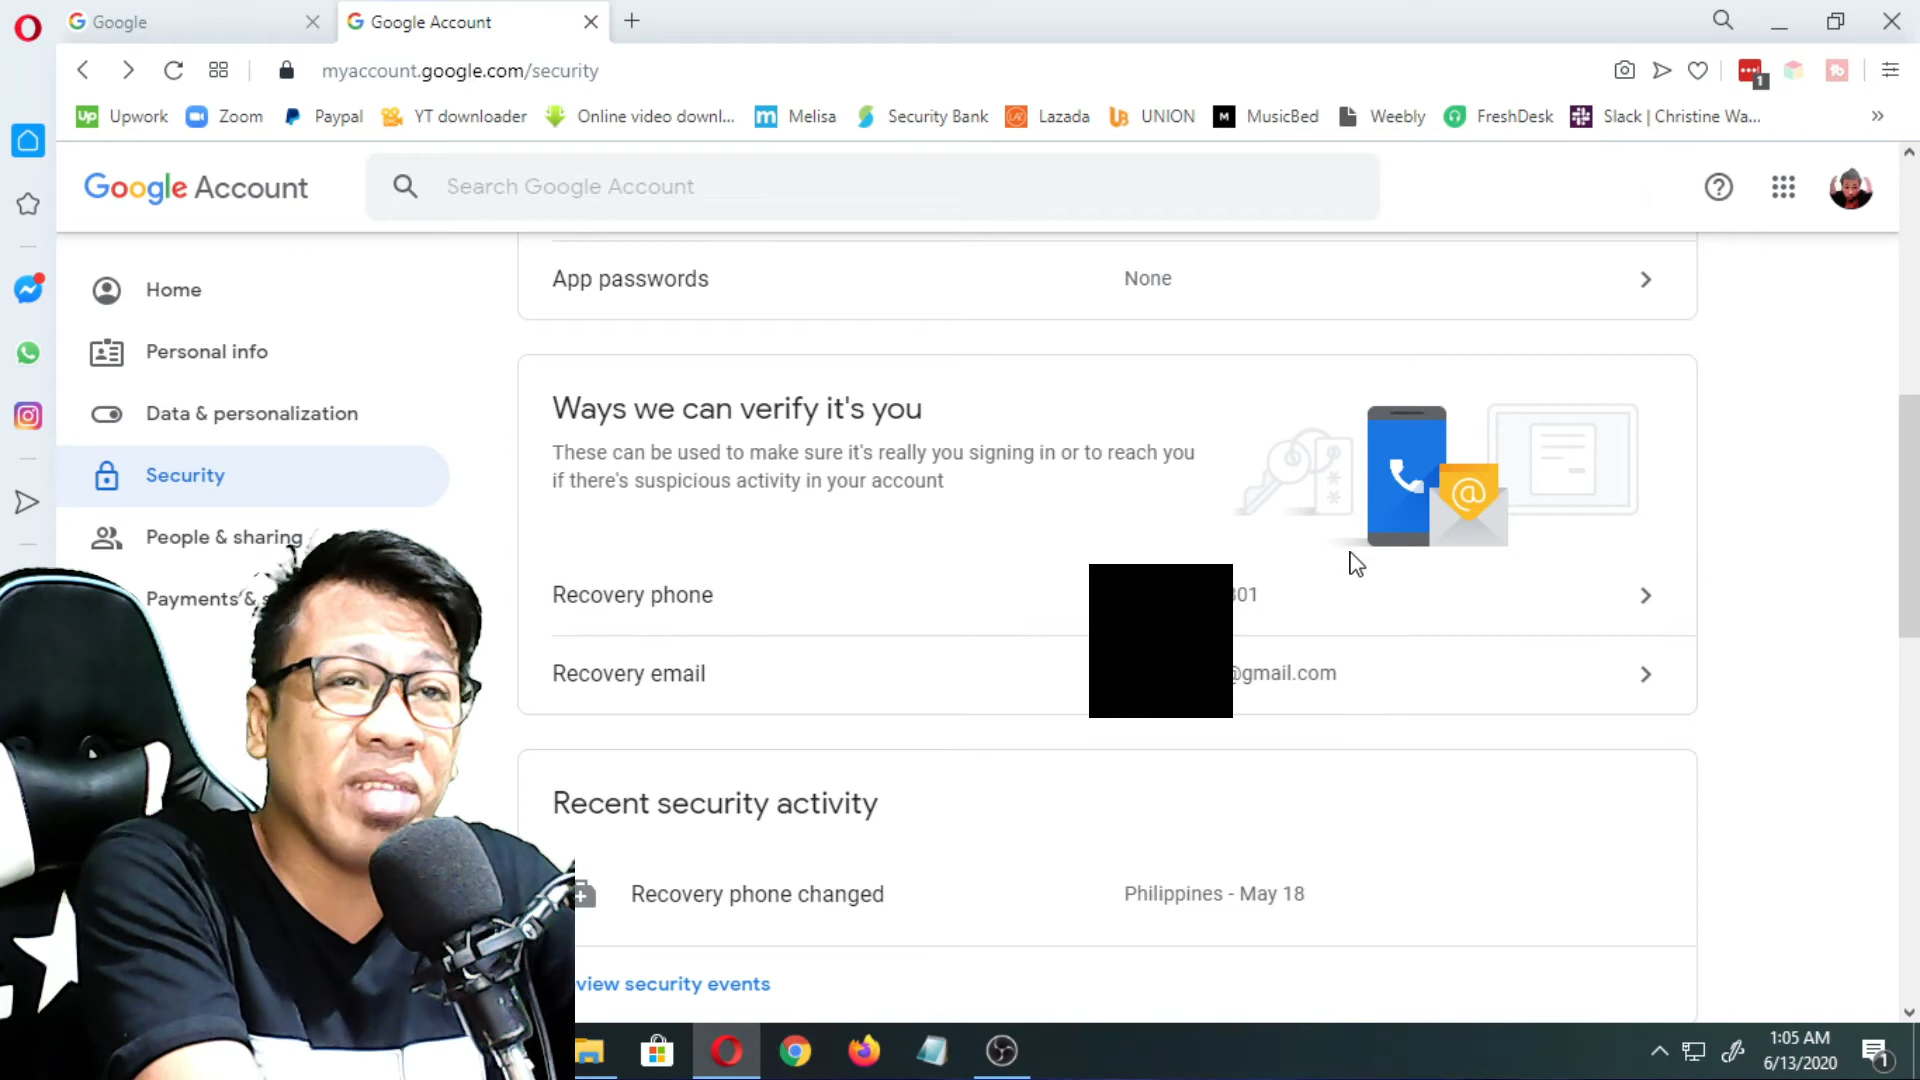 Google
Google Account
myaccount.google.com/security
1
Up Upwork
Zoom
Paypal
YT downloader
Online video downl...
m Melisa
Security Bank
Lazada
UB UNION
M MusicBed
Weebly
FreshDesk
Slack | Christine Wa...
»
Google Account
Search Google Account
Home
Personal info
Data & personalization
Security
People & sharing
Payments &
App passwords
None
Ways we can verify it's you
These can be used to make sure it's really you signing in or to reach you
if there's suspicious activity in your account
@
Recovery phone
01
Recovery email
@gmail.com
Recent security activity
Recovery phone changed
Philippines - May 18
view security events
1:05 AM
6/13/2020
1